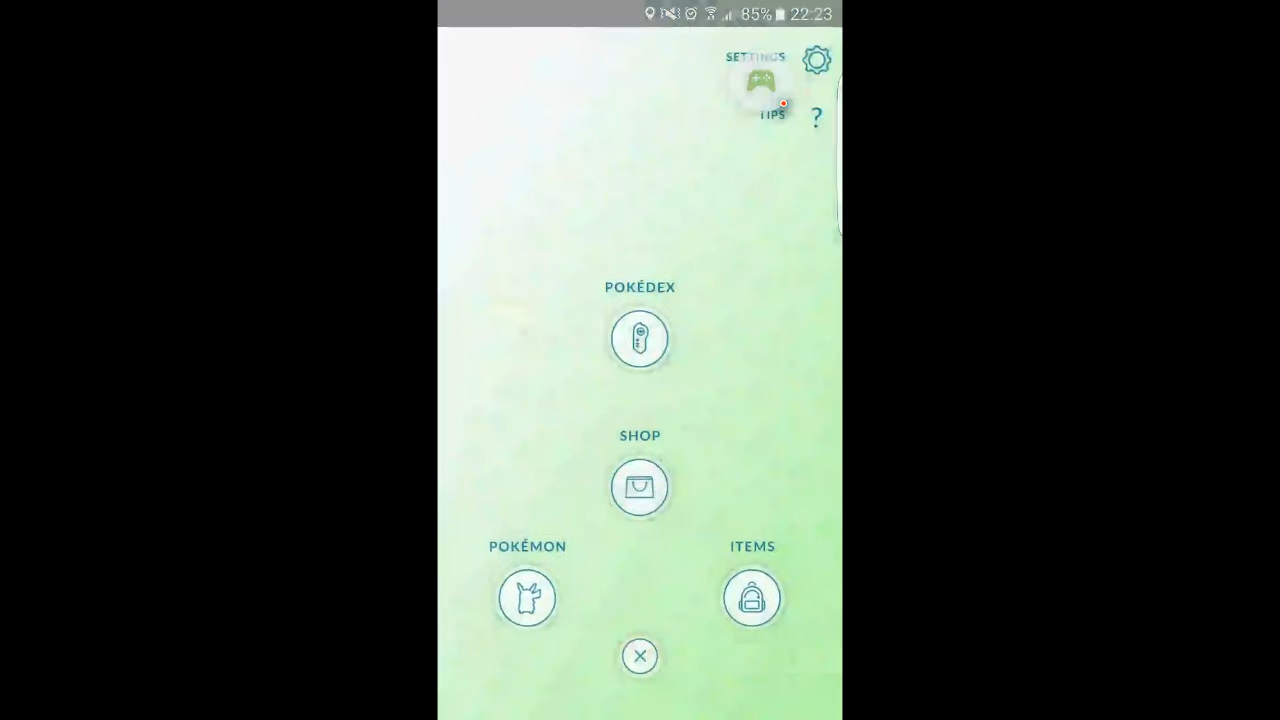 85% 22:23
SETTINGS
TIPS
?
POKÉDEX
SHOP
POKÉMON
ITEMS